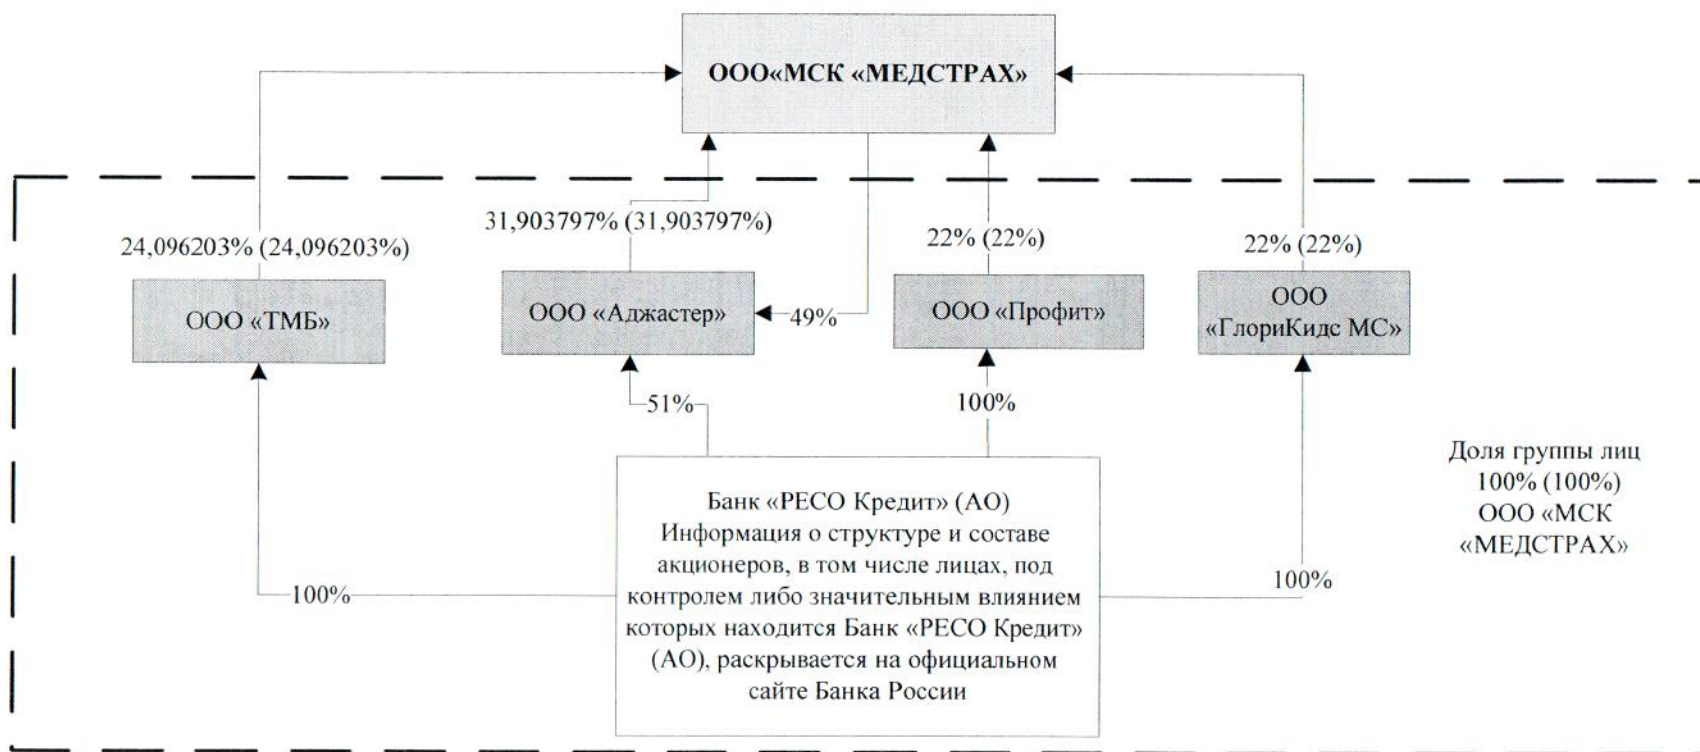 ООО«МСК «МЕДСТРАХ»
24,096203% (24,096203%)
31,903797% (31,903797%)
22% (22%)
22% (22%)
ООО «ТМБ»
ООО «Аджастер»
49%
ООО «Профит»
ООО
«ГлориКидс МС»
51%
100%
Банк «РЕСО Кредит» (АО)
Информация о структуре и составе
акционеров, в том числе лицах, под
контролем либо значительным влиянием
которых находится Банк «РЕСО Кредит»
(АО), раскрывается на официальном
сайте Банка России
100%
100%
Доля группы лиц
100% (100%)
ООО «МСК
«МЕДСТРАХ»